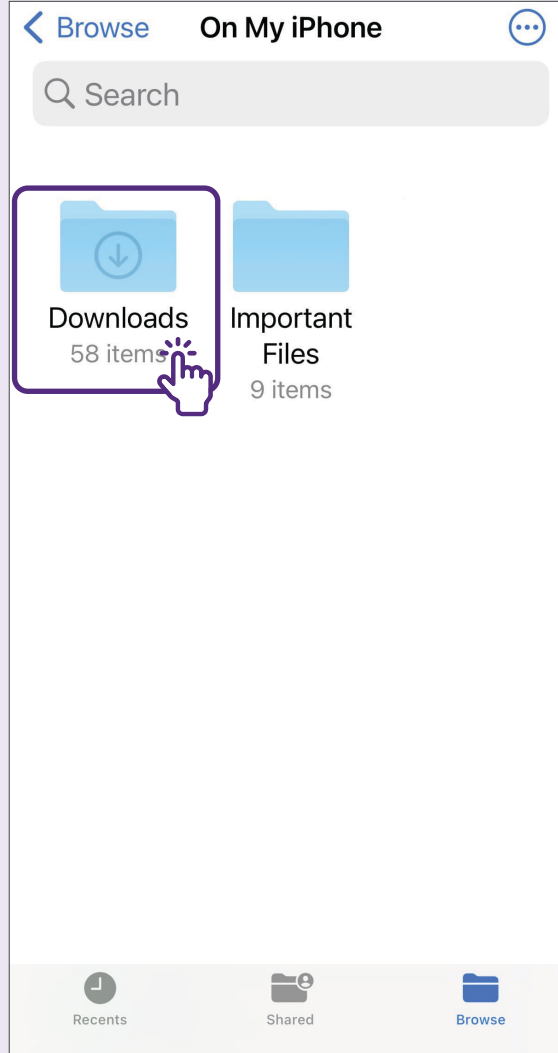 Browse On My iPhone
Search
Downloads Important
58 items Files
9 items
Recents Shared Browse